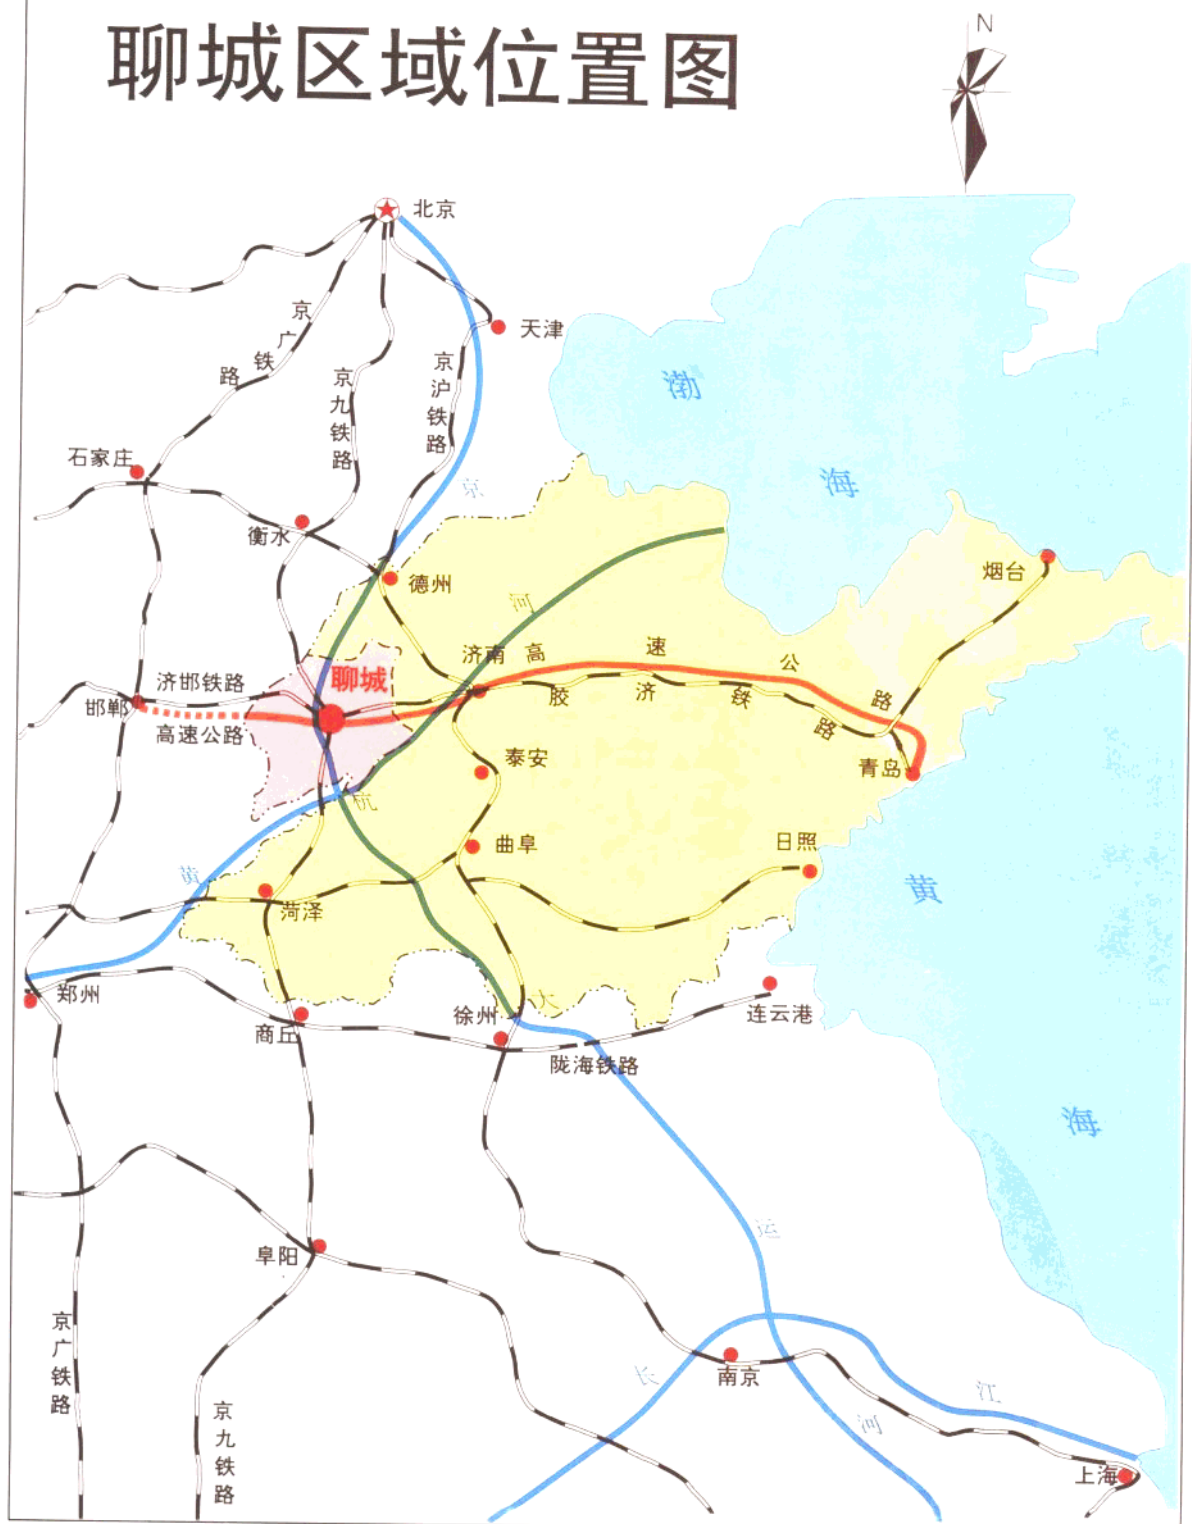 聊城区域位置图
N
北京
天津
京广铁路
京九铁路
京沪铁路
渤海
石家庄
京
衡水
德州
烟台
河
济南
高速公路
聊城
济邯铁路
胶济铁路
邯郸
高速公路
泰安
青岛
杭
曲阜
日照
黄
黄海
菏泽
郑州
大
徐州
连云港
商丘
陇海铁路
运
阜阳
京广铁路
南京
长江
河
京九铁路
上海